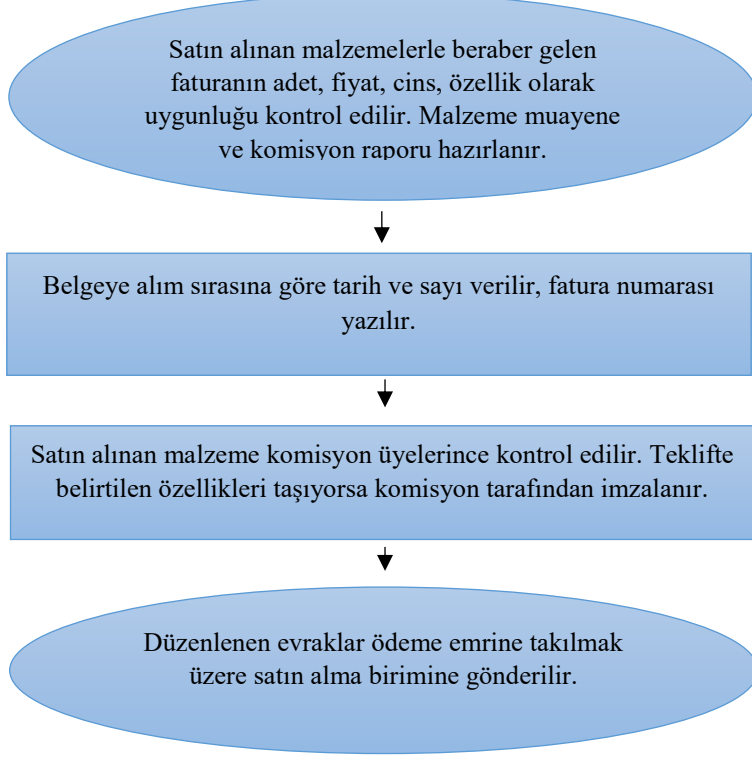 Satın alınan malzemelerle beraber gelen
faturanın adet, fiyat, cins, özellik olarak
uygunluğu kontrol edilir. Malzeme muayene
ve komisyon raporu hazırlanır.
Belgeye alım sırasına göre tarih ve sayı verilir, fatura numarası
yazılır.
Satın alınan malzeme komisyon üyelerince kontrol edilir. Teklifte
belirtilen özellikleri taşıyorsa komisyon tarafından imzalanır.
Düzenlenen evraklar ödeme emrine takılmak
üzere satın alma birimine gönderilir.